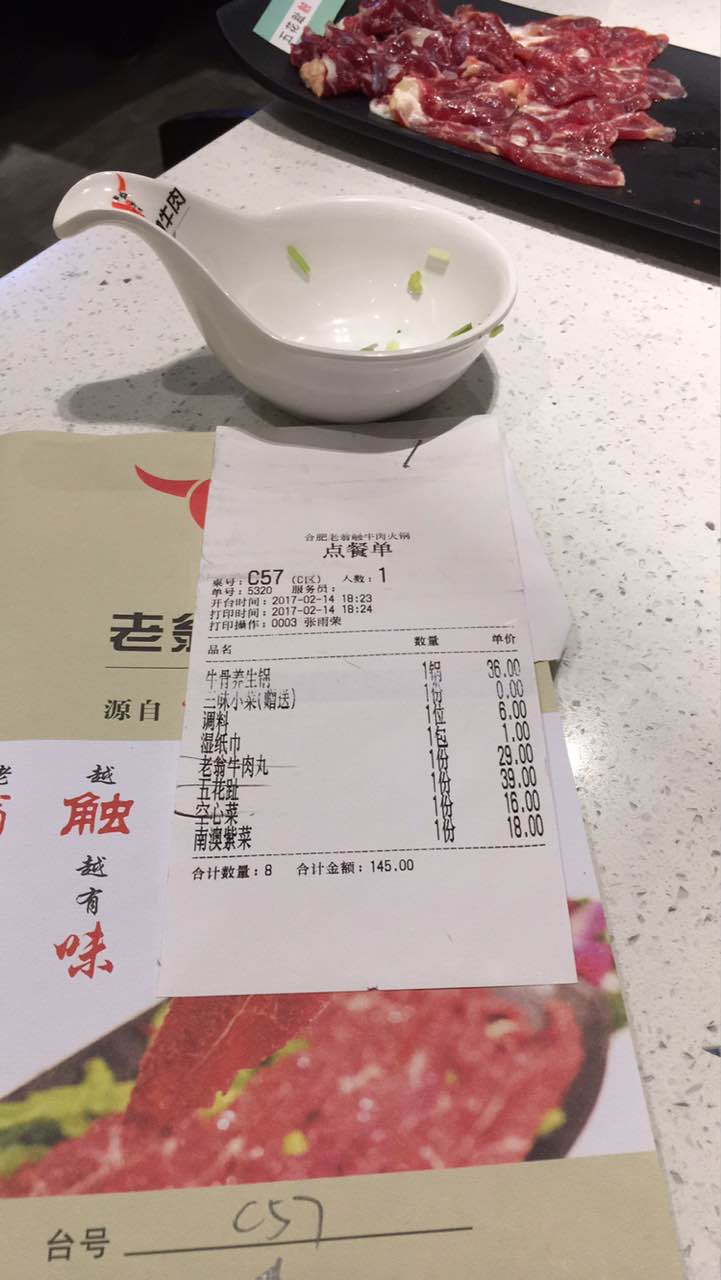 五花趾
牛肉
合肥老翁触牛肉火锅
点餐单
桌号：C57（C区） 人数：1
单号：5320 服务员：
开台时间：2017-02-14 18:23
打印时间：2017-02-14 18:24
打印操作：0003 张雨荣
品名 数量 单价
牛骨养生锅 1锅 36.00
三味小菜(赠送) 1份 0.00
调料 1位 6.00
湿纸巾 1包 1.00
老翁牛肉丸 1份 29.00
五花趾 1份 39.00
空心菜 1份 16.00
南澳紫菜 1份 18.00
合计数量：8 合计金额：145.00
老翁
源自
越
触
越
有
味
台号 C57